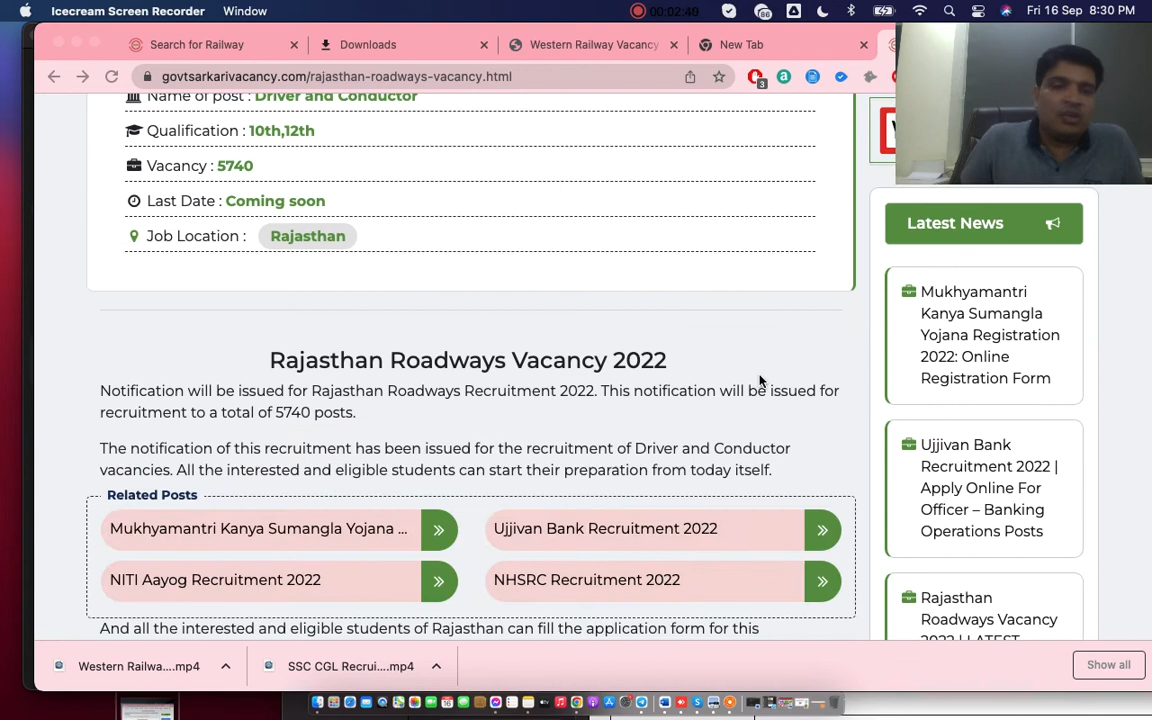 Icecream Screen Recorder Window 00:02:49 86 Fri 16 Sep 8:30 PM
Search for Railway Downloads Western Railway Vacancy New Tab
govtsarkarivacancy.com/rajasthan-roadways-vacancy.html 3
Name of post : Driver and Conductor
Qualification : 10th,12th
Vacancy : 5740
Last Date : Coming soon
Job Location : Rajasthan
Rajasthan Roadways Vacancy 2022
Notification will be issued for Rajasthan Roadways Recruitment 2022. This notification will be issued for
recruitment to a total of 5740 posts.
The notification of this recruitment has been issued for the recruitment of Driver and Conductor
vacancies. All the interested and eligible students can start their preparation from today itself.
Related Posts
Mukhyamantri Kanya Sumangla Yojana ...
Ujjivan Bank Recruitment 2022
NITI Aayog Recruitment 2022
NHSRC Recruitment 2022
And all the interested and eligible students of Rajasthan can fill the application form for this
Latest News
Mukhyamantri
Kanya Sumangla
Yojana Registration
2022: Online
Registration Form
Ujjivan Bank
Recruitment 2022 |
Apply Online For
Officer – Banking
Operations Posts
Rajasthan
Roadways Vacancy
2022 | LATEST
Western Railwa....mp4
SSC CGL Recrui....mp4
Show all